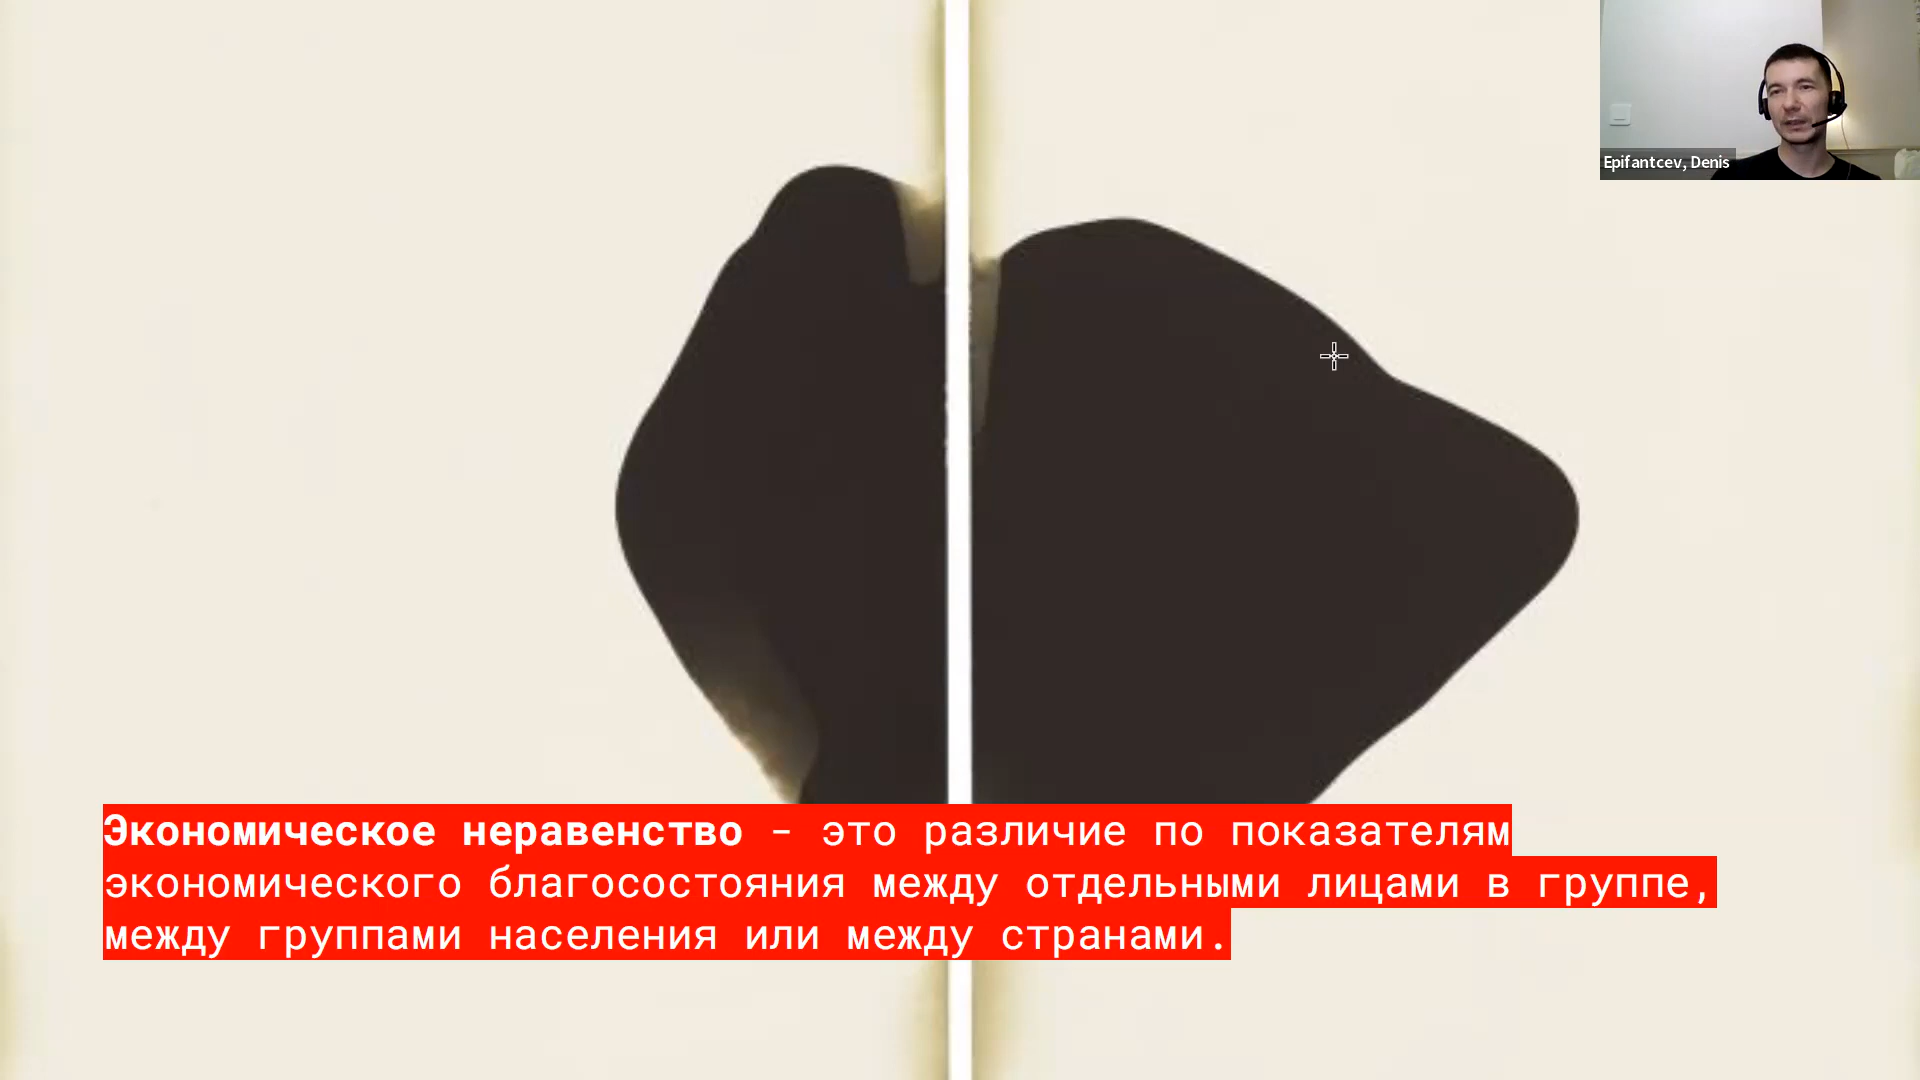 Epifantcev, Denis
Экономическое неравенство – это различие по показателям
экономического благосостояния между отдельными лицами в группе,
между группами населения или между странами.